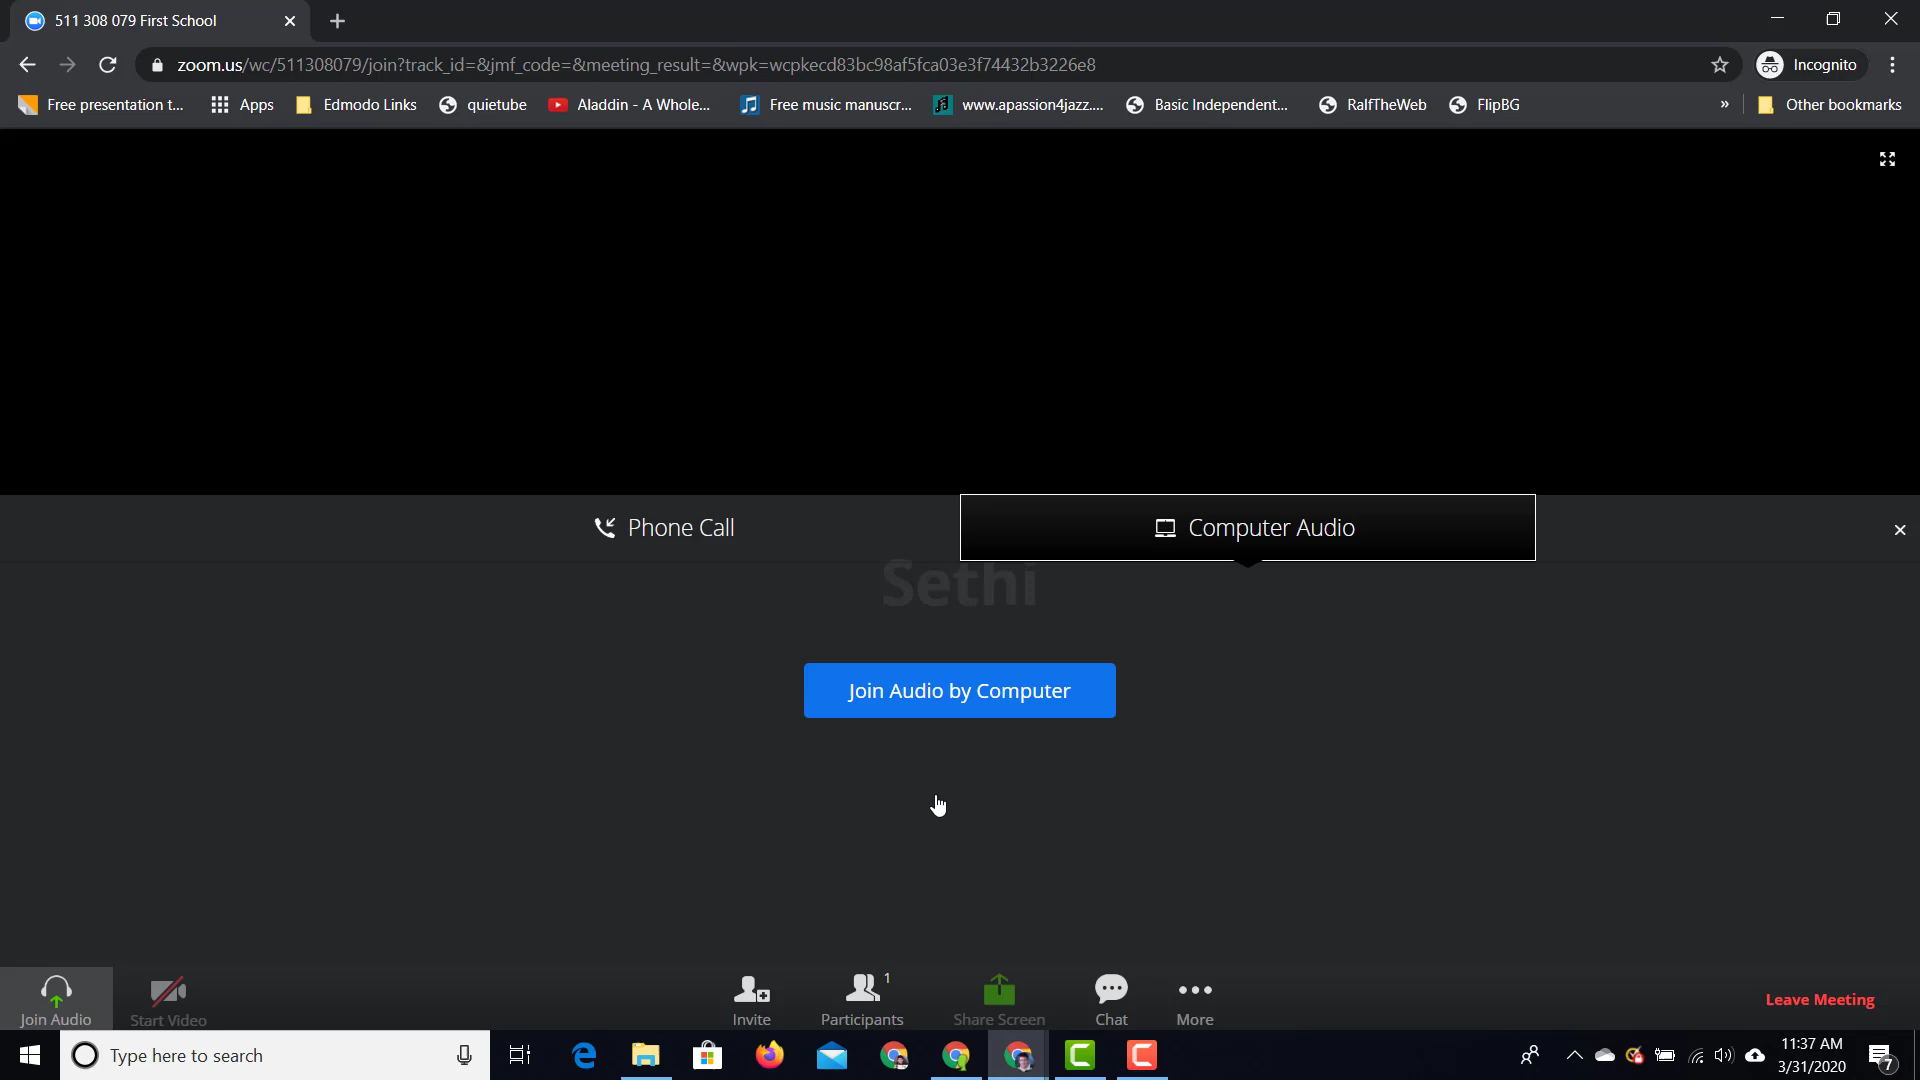 511 308 079 First School
zoom.us/wc/511308079/join?track_id=&jmf_code=&meeting_result=&wpk=wcpkecd83bc98af5fca03e3f74432b3226e8
Incognito
Free presentation t... Apps Edmodo Links quietube Aladdin - A Whole... Free music manuscr... www.apassion4jazz.... Basic Independent... RalfTheWeb FlipBG » Other bookmarks
Phone Call Computer Audio
Sethi
Join Audio by Computer
1
Join Audio Start Video Invite Participants Share Screen Chat More Leave Meeting
Type here to search
11:37 AM
3/31/2020
7